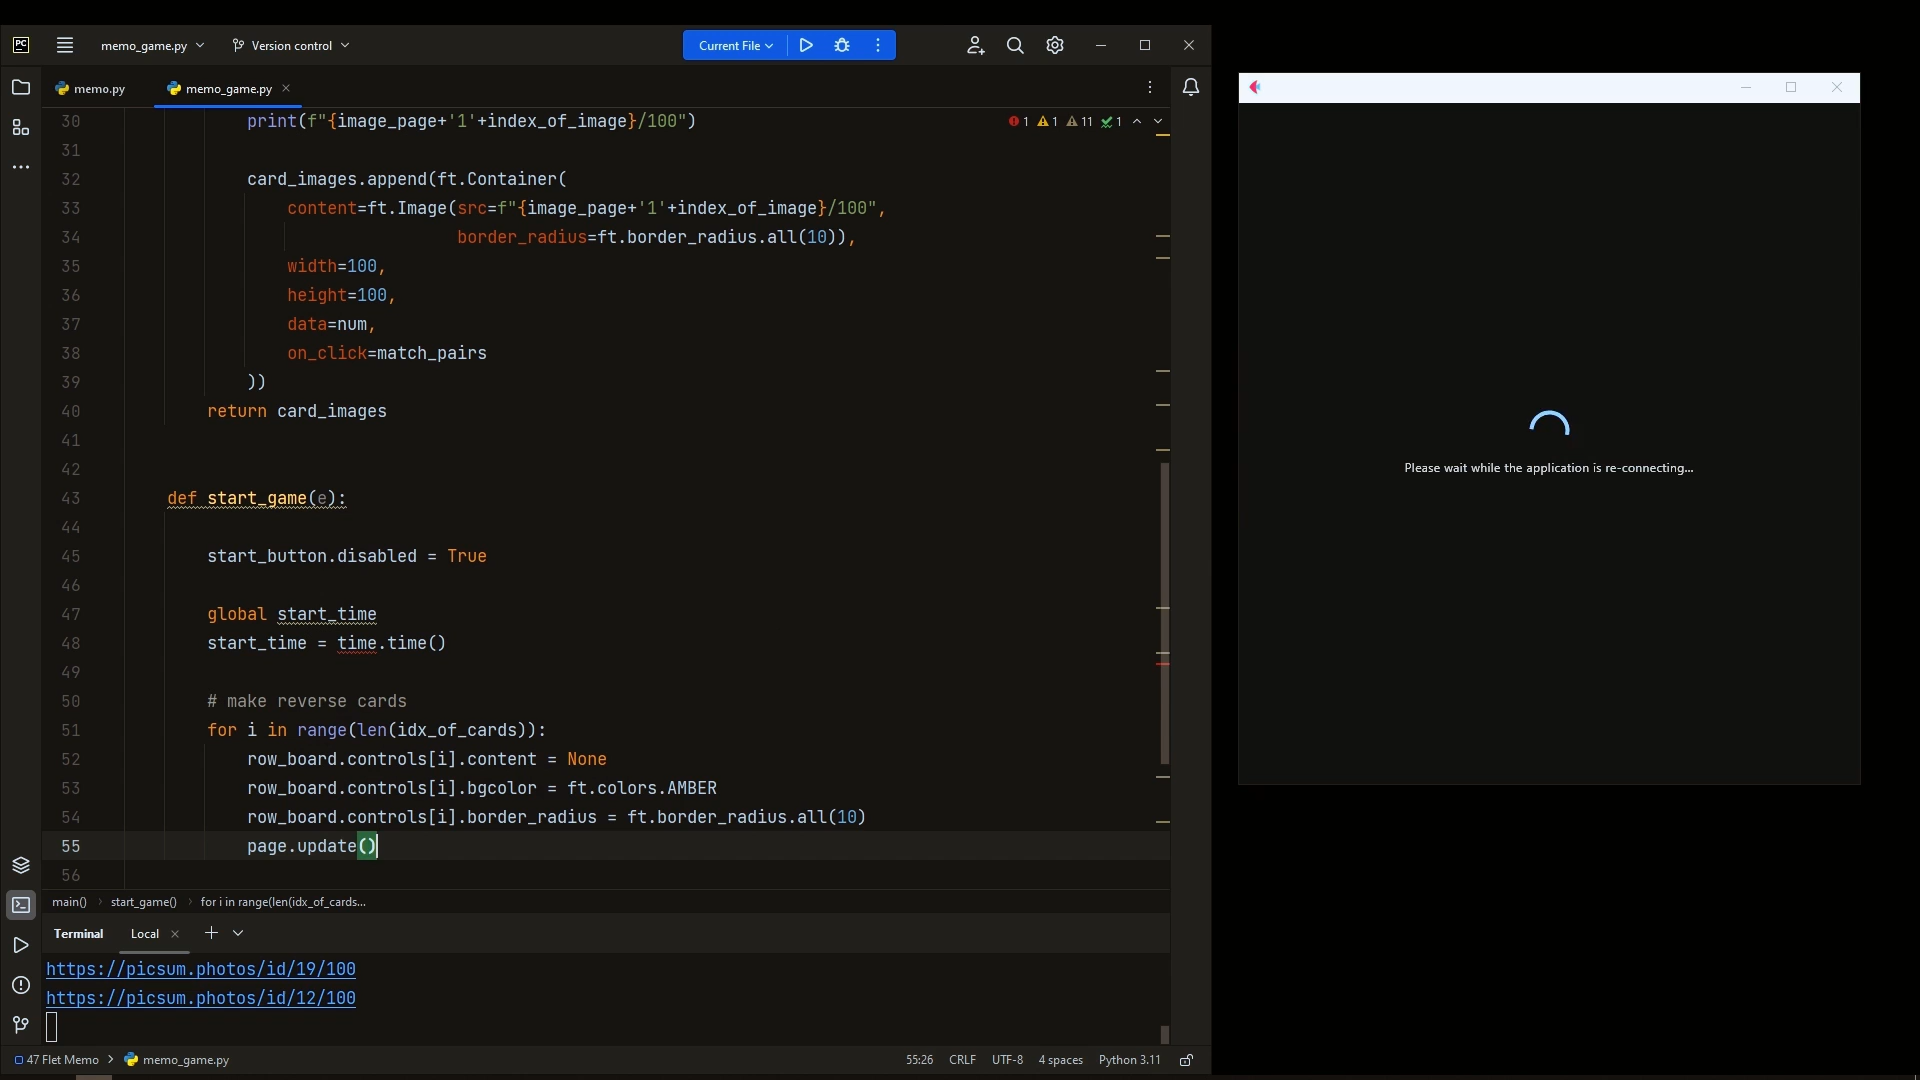 PC memo_game.py Version control Current File
memo.py memo_game.py
30 print(f"{image_page+'1'+index_of_image}/100") 1 1 11 1
31
32 card_images.append(ft.Container(
33 content=ft.Image(src=f"{image_page+'1'+index_of_image}/100",
34 border_radius=ft.border_radius.all(10)),
35 width=100,
36 height=100,
37 data=num,
38 on_click=match_pairs
39 ))
40 return card_images
41
42
43 def start_game(e):
44
45 start_button.disabled = True
46
47 global start_time
48 start_time = time.time()
49
50 # make reverse cards
51 for i in range(len(idx_of_cards)):
52 row_board.controls[i].content = None
53 row_board.controls[i].bgcolor = ft.colors.AMBER
54 row_board.controls[i].border_radius = ft.border_radius.all(10)
55 page.update()
56
main() › start_game() › for i in range(len(idx_of_cards...
Terminal Local
https://picsum.photos/id/19/100
https://picsum.photos/id/12/100
47 Flet Memo › memo_game.py 55:26 CRLF UTF-8 4 spaces Python 3.11
Please wait while the application is re-connecting...